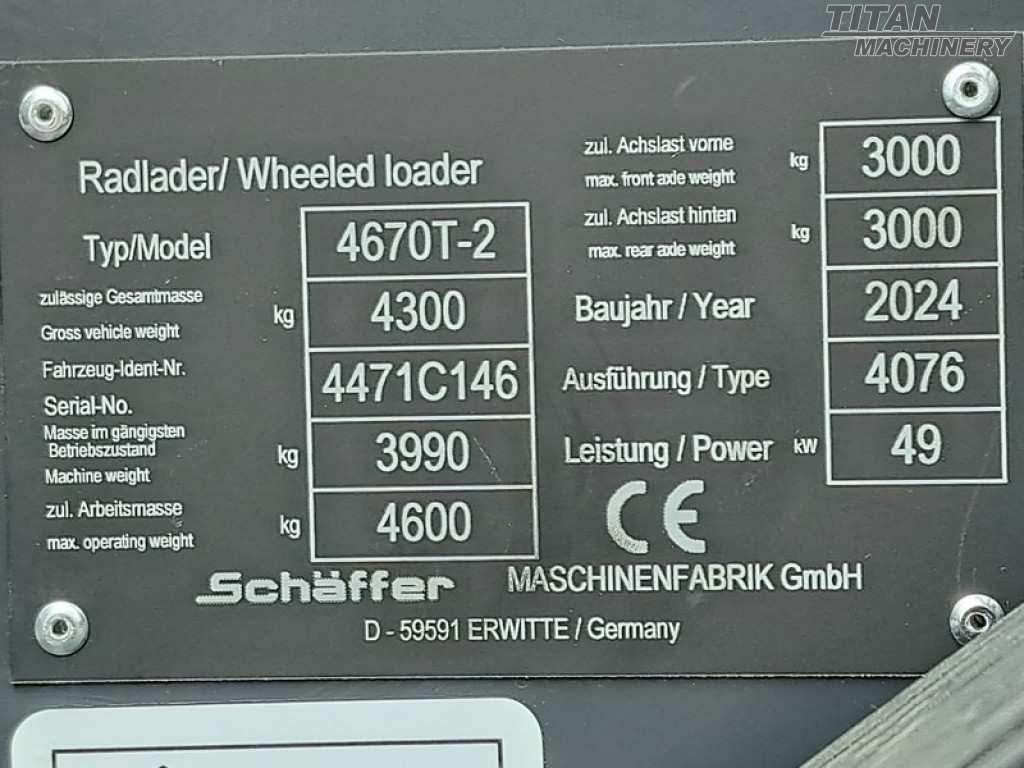 TITAN
MACHINERY
Radlader/ Wheeled loader
Typ/Model 4670T-2
zulässige Gesamtmasse
Gross vehicle weight kg 4300
Fahrzeug-Ident-Nr.
Serial-No. 4471C146
Masse im gängigsten
Betriebszustand
Machine weight kg 3990
zul. Arbeitsmasse
max. operating weight kg 4600
zul. Achslast vorne
max. front axle weight kg 3000
zul. Achslast hinten
max. rear axle weight kg 3000
Baujahr / Year 2024
Ausführung / Type 4076
Leistung / Power kW 49
CE
Schäffer MASCHINENFABRIK GmbH
D - 59591 ERWITTE / Germany